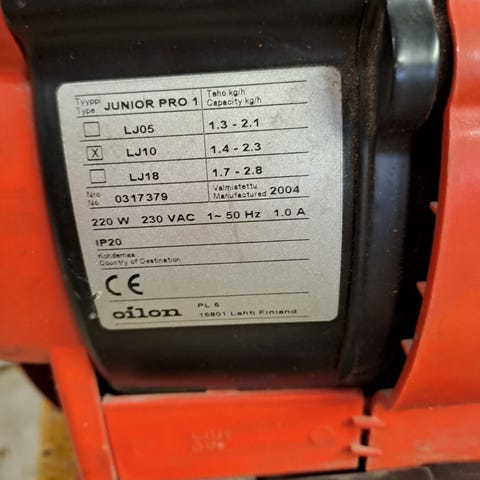 Tyyppi
Type JUNIOR PRO 1 Teho kg/h
Capacity kg/h
LJ05 1.3 - 2.1
X LJ10 1.4 - 2.3
LJ18 1.7 - 2.8
Nro
No. 0317379 Valmistettu
Manufactured 2004
220 W 230 VAC 1~ 50 Hz 1.0 A
IP20
Kohdemaa
Country of Destination
CE
oilon PL 5
15801 Lahti Finland